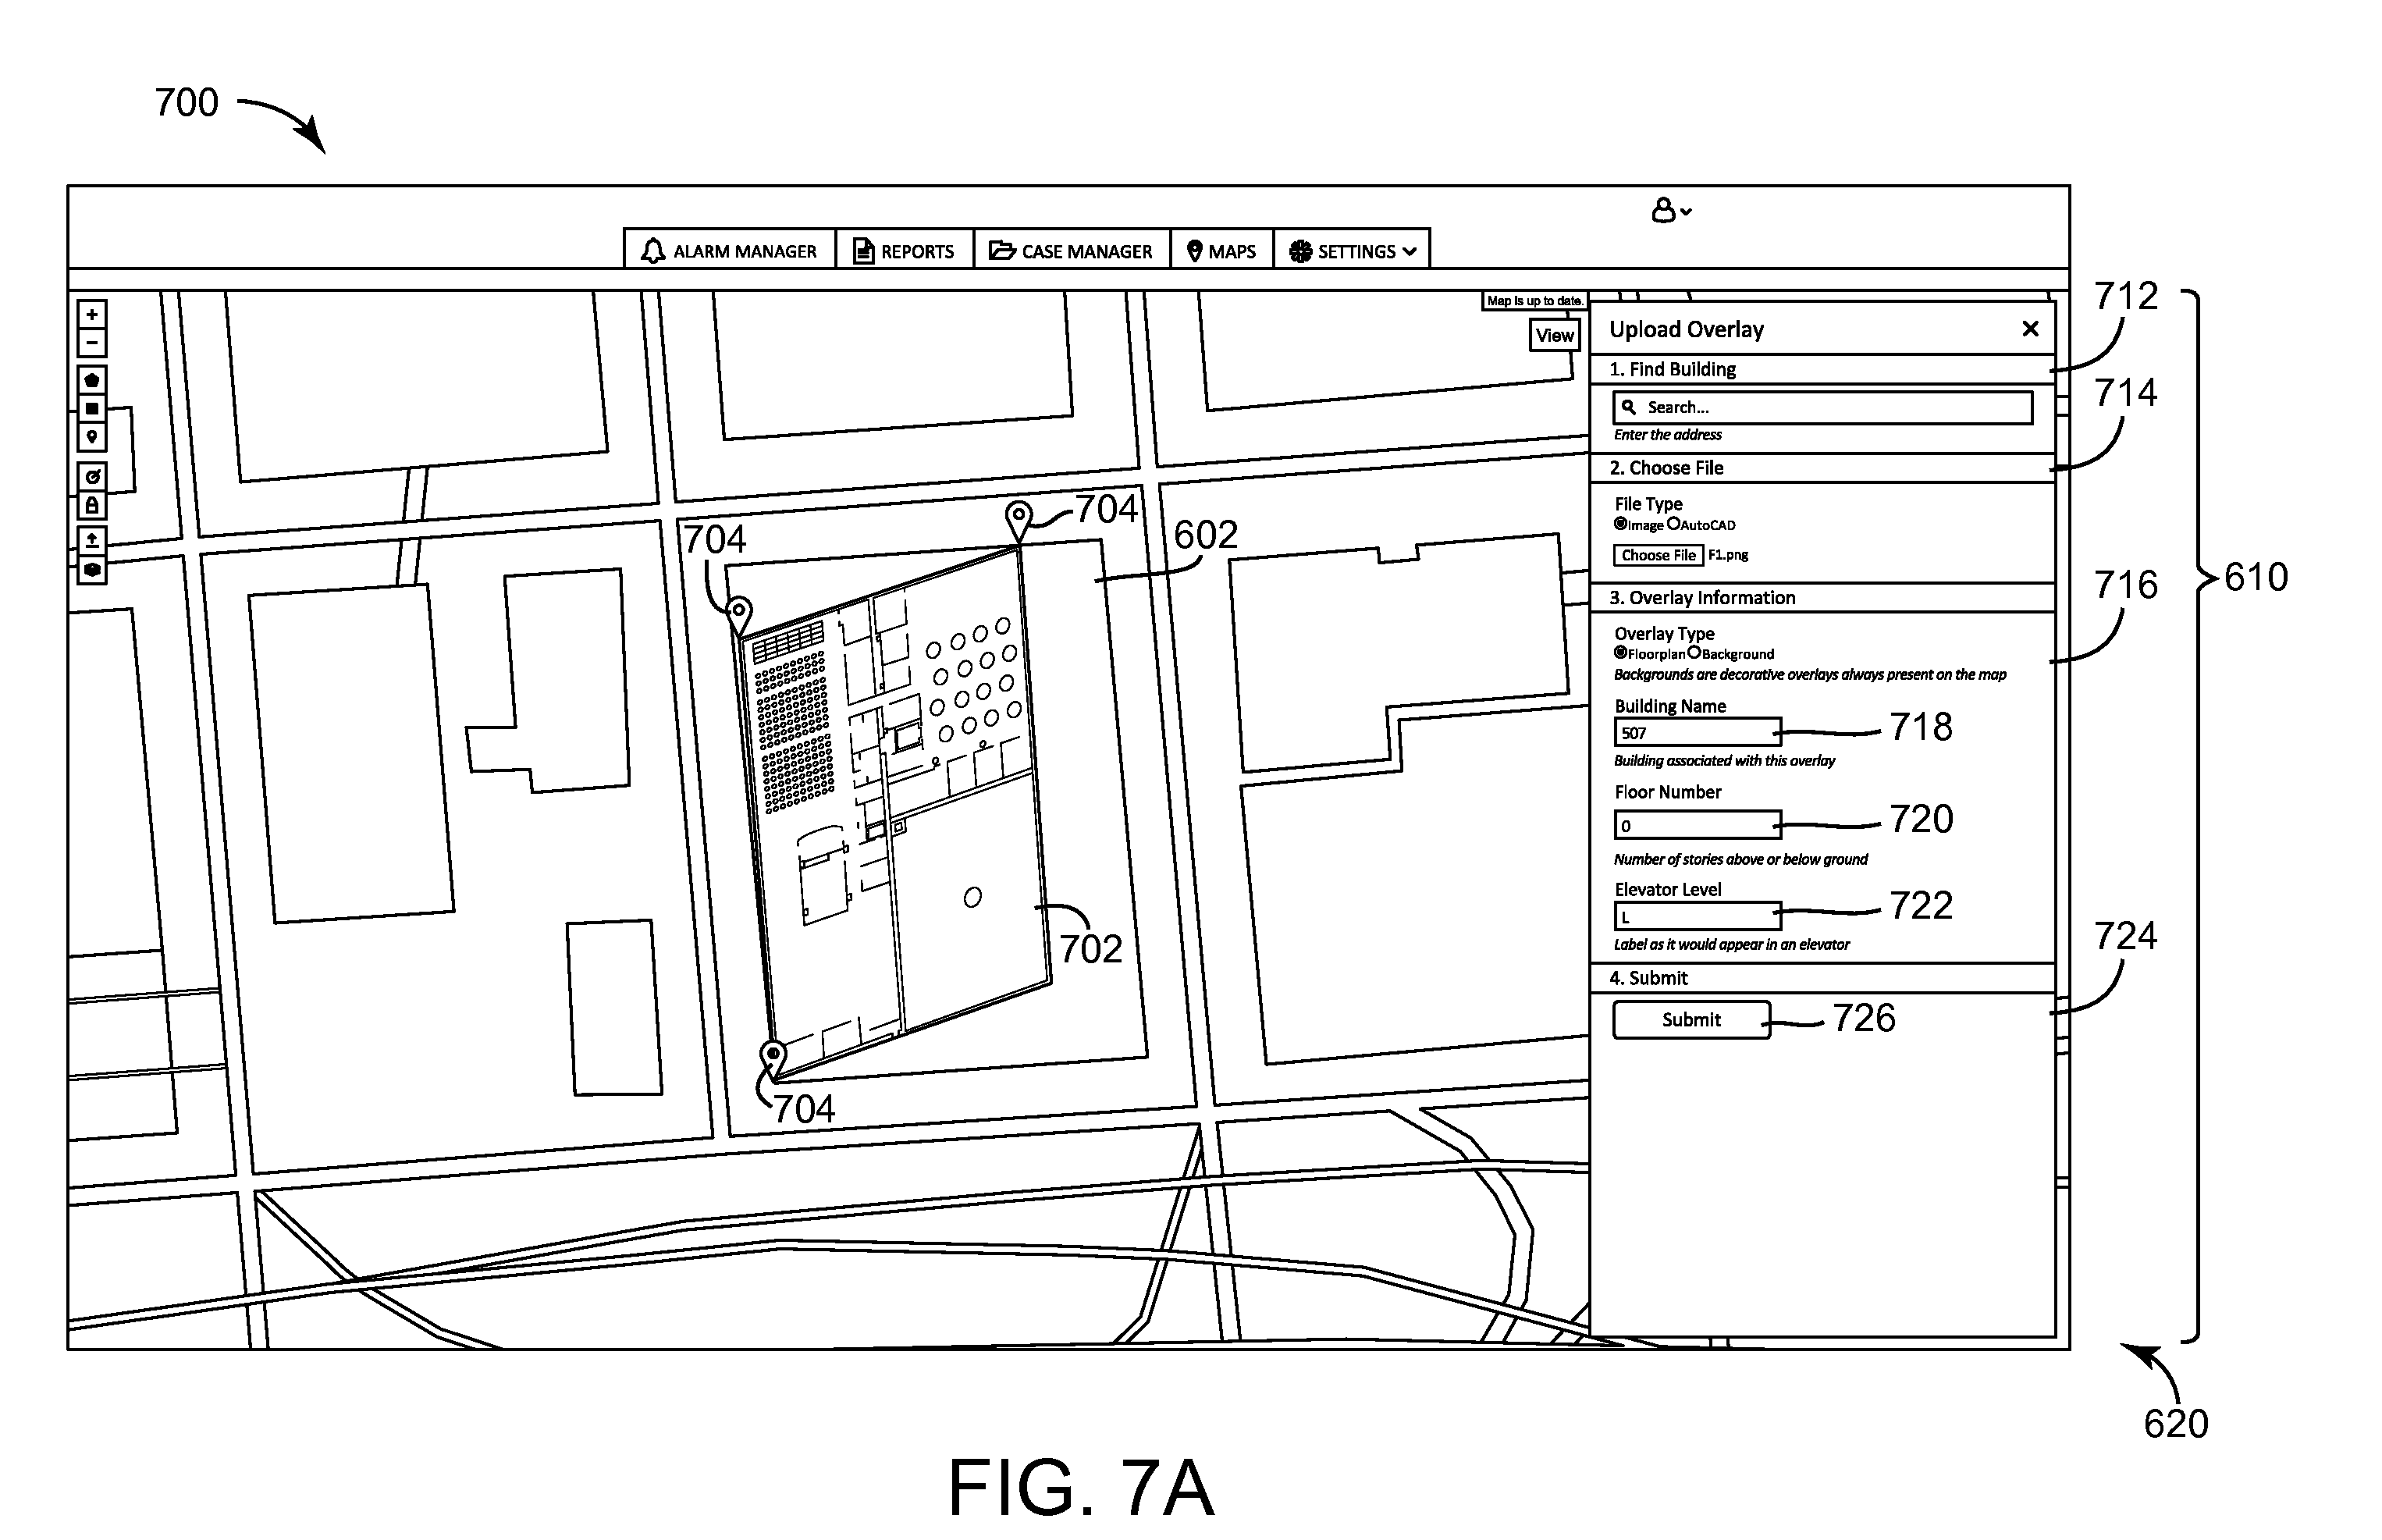 700
ALARM MANAGER REPORTS CASE MANAGER MAPS SETTINGS
Map is up to date.
View
Upload Overlay
712
1. Find Building
Search...
714
Enter the address
2. Choose File
File Type
Image AutoCAD
Choose File F1.png
704
704
602
716
610
3. Overlay Information
Overlay Type
Floorplan Background
Backgrounds are decorative overlays always present on the map
Building Name
507
718
Building associated with this overlay
Floor Number
0
720
Number of stories above or below ground
Elevator Level
L
722
Label as it would appear in an elevator
702
724
4. Submit
Submit
726
704
620
FIG. 7A